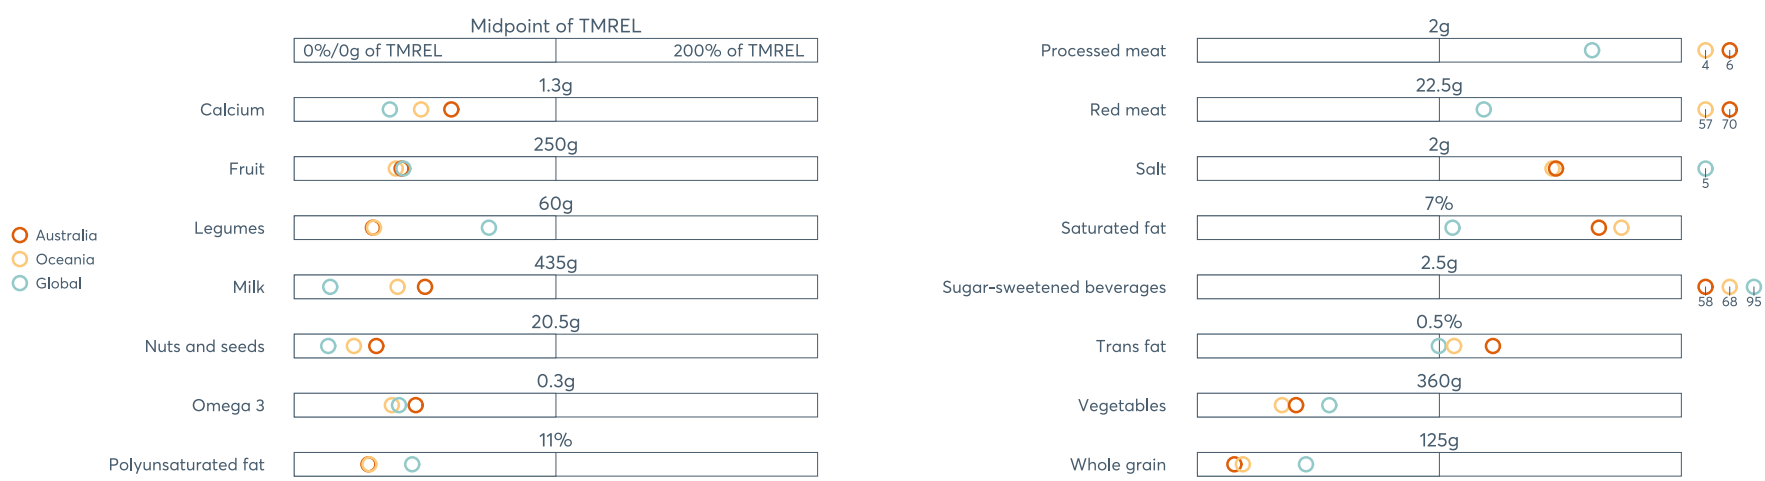 Midpoint of TMREL
0%/0g of TMREL 200% of TMREL
Calcium
1.3g
Fruit
250g
Legumes
60g
Milk
435g
Nuts and seeds
20.5g
Omega 3
0.3g
Polyunsaturated fat
11%
Australia
Oceania
Global
Processed meat
2g
4 6
Red meat
22.5g
57 70
Salt
2g
5
Saturated fat
7%
Sugar-sweetened beverages
2.5g
58 68 95
Trans fat
0.5%
Vegetables
360g
Whole grain
125g